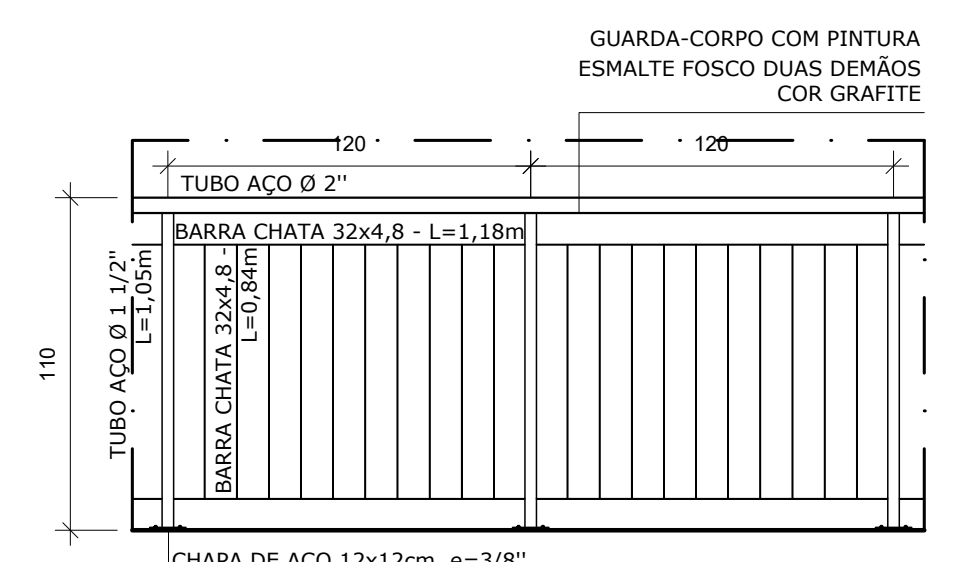 GUARDA-CORPO COM PINTURA
ESMALTE FOSCO DUAS DEMÃOS
COR GRAFITE
120
120
TUBO AÇO Ø 2''
BARRA CHATA 32x4,8 - L=1,18m
TUBO AÇO Ø 1 1/2"
L=1,05m
BARRA CHATA 32x4,8 -
L=0,84m
110
CHAPA DE AÇO 12x12cm e=3/8''